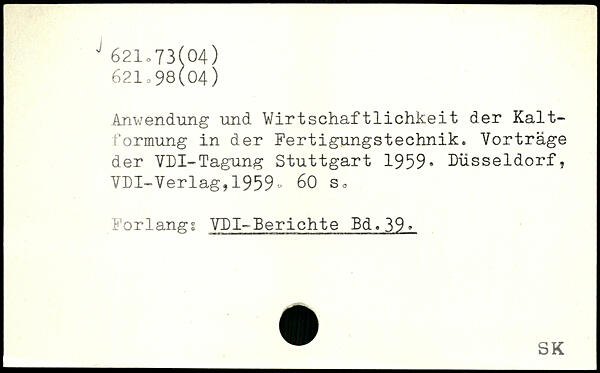 621.73(04)
621.98(04)
Anwendung und Wirtschaftlichkeit der Kalt-
formung in der Fertigungstechnik. Vorträge
der VDI-Tagung Stuttgart 1959. Düsseldorf,
VDI-Verlag,1959. 60 s.
Forlang: VDI-Berichte Bd.39.
SK